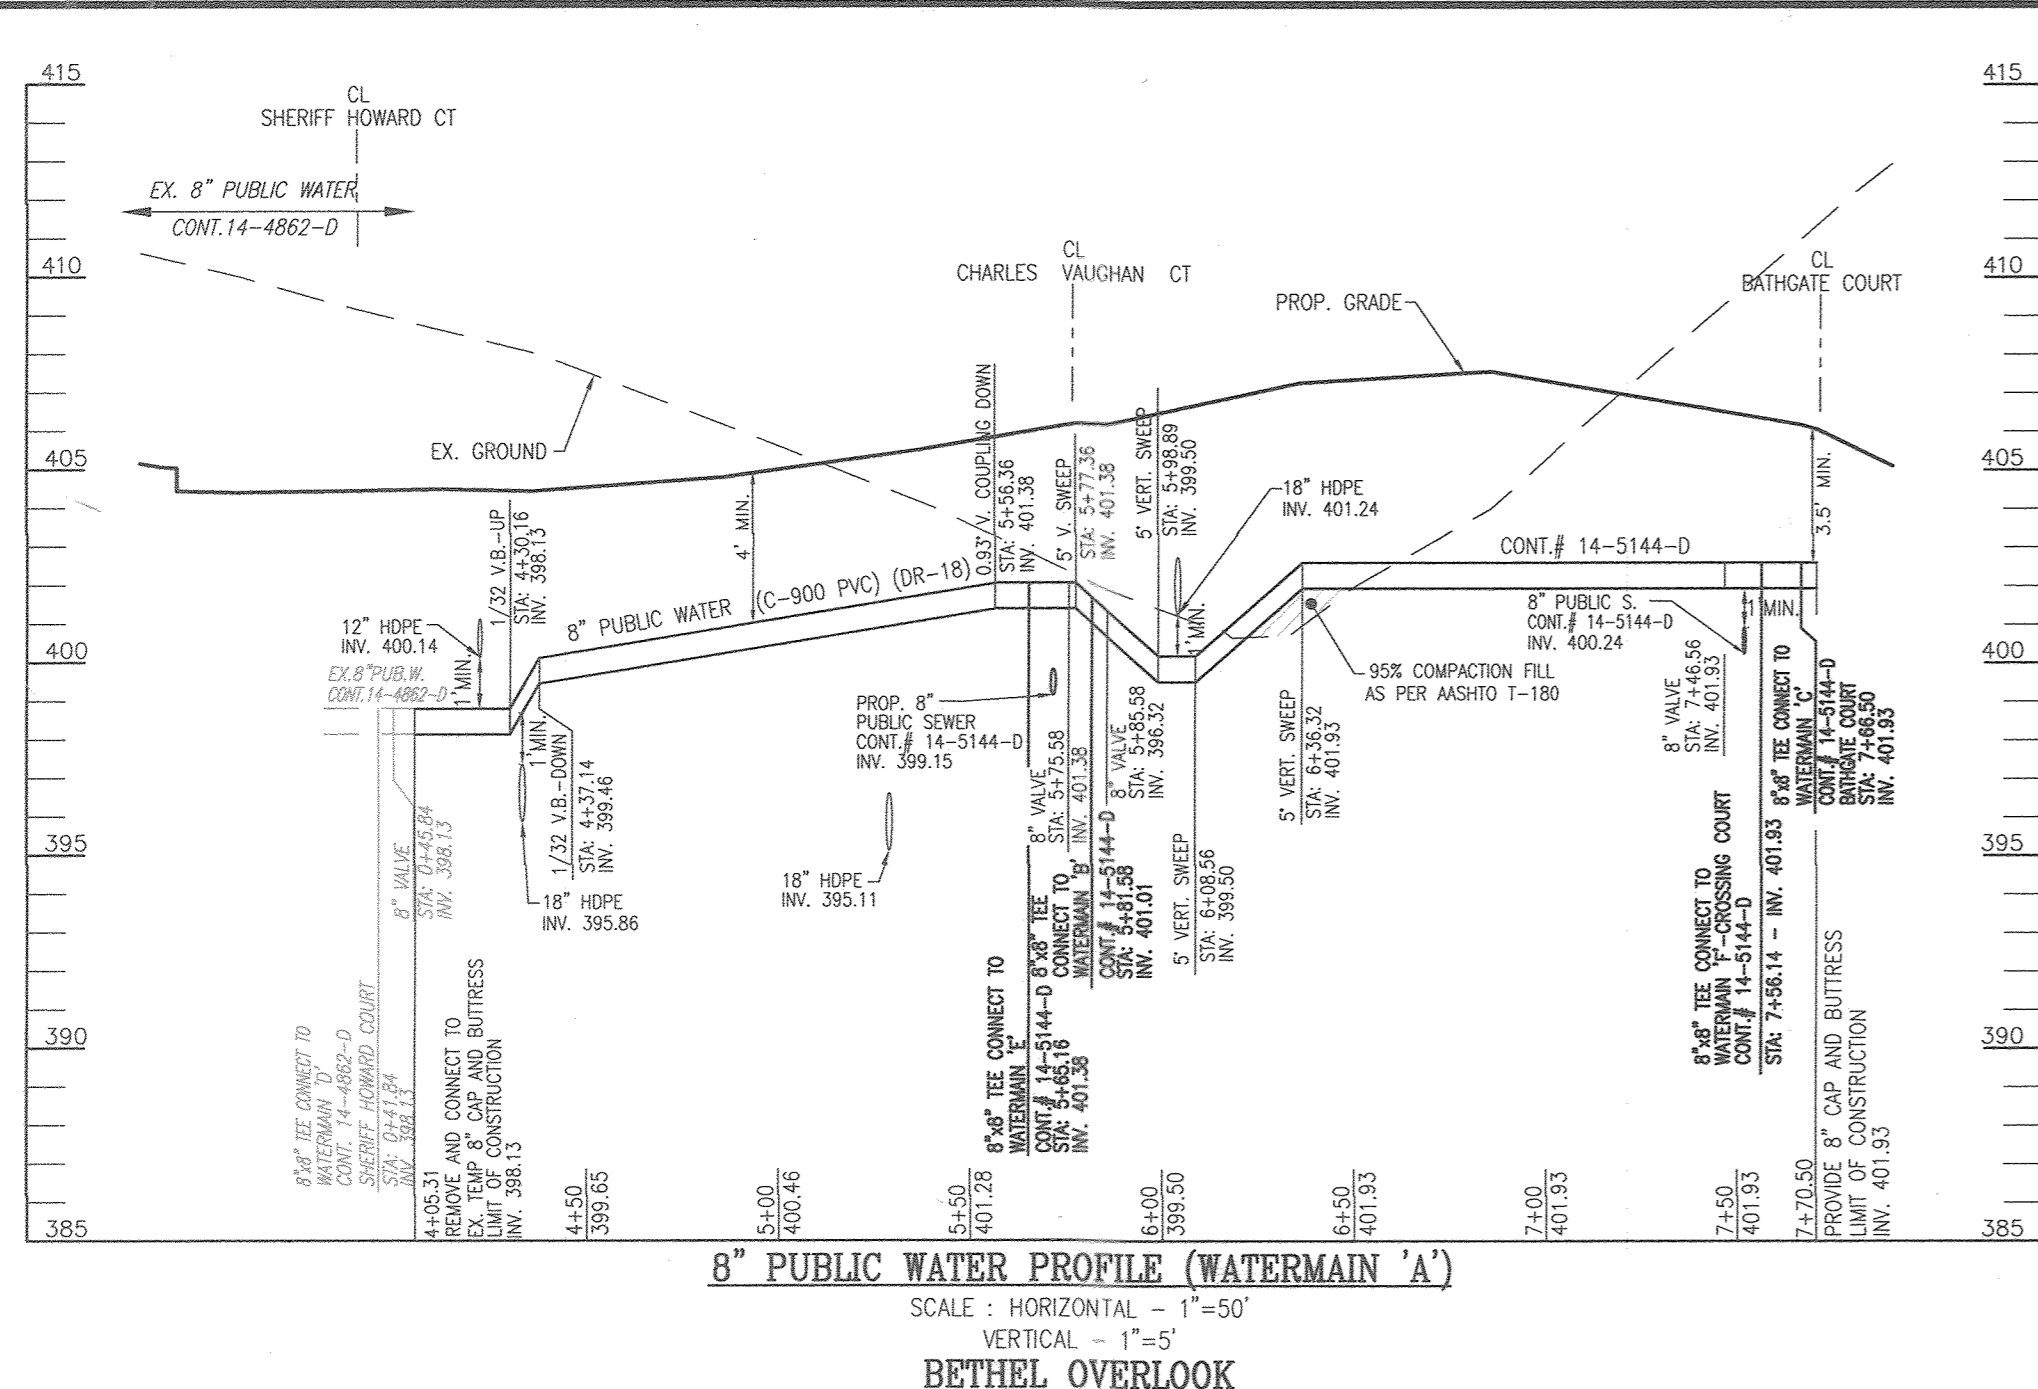 415
415
CL
SHERIFF HOWARD CT
EX. 8" PUBLIC WATER
CONT.14-4862-D
410
410
CL
CHARLES VAUGHAN CT
CL
BATHGATE COURT
PROP. GRADE
EX. GROUND
405
405
4' MIN.
3.5' MIN.
1/32 V.B.-UP
STA: 4+30.16
INV. 398.13
0.93° V. COUPLING DOWN
STA: 5+56.36
INV. 401.38
5° V. SWEEP
STA: 5+77.36
INV. 401.38
5° VERT. SWEEP
STA: 5+98.89
INV. 399.50
18" HDPE
INV. 401.24
CONT.# 14-5144-D
8" PUBLIC WATER (C-900 PVC) (DR-18)
12" HDPE
INV. 400.14
1'MIN.
EX.8"PUB.W.
CONT.14-4862-D
400
400
1'MIN.
1'MIN.
1'MIN.
8" PUBLIC S.
CONT.# 14-5144-D
INV. 400.24
95% COMPACTION FILL
AS PER AASHTO T-180
PROP. 8"
PUBLIC SEWER
CONT.# 14-5144-D
INV. 399.15
1/32 V.B.-DOWN
STA: 4+37.14
INV. 399.46
18" HDPE
INV. 395.86
18" HDPE
INV. 395.11
395
395
8" VALVE
STA: 0+45.84
INV. 398.13
8" VALVE
STA: 5+75.58
INV. 401.38
8" VALVE
STA: 5+85.58
INV. 396.32
5° VERT. SWEEP
STA: 6+08.56
INV. 399.50
5° VERT. SWEEP
STA: 6+36.32
INV. 401.93
8" VALVE
STA: 7+46.56
INV. 401.93
8"x8" TEE CONNECT TO
WATERMAIN 'C'
CONT.# 14-5144-D
BATHGATE COURT
STA: 7+66.50
INV. 401.93
8"x8" TEE
CONNECT TO
WATERMAIN 'B'
CONT.# 14-5144-D
STA: 5+81.58
INV. 401.01
8"x8" TEE CONNECT TO
WATERMAIN 'E'
CONT.# 14-5144-D
STA: 5+65.16
INV. 401.38
8"x8" TEE CONNECT TO
WATERMAIN 'F'-CROSSING COURT
CONT.# 14-5144-D
STA: 7+56.14 - INV. 401.93
390
390
8"x8" TEE CONNECT TO
WATERMAIN 'D'
CONT. 14-4862-D
SHERIFF HOWARD COURT
STA: 0+41.84
INV. 398.13
4+05.31
REMOVE AND CONNECT TO
EX. TEMP 8" CAP AND BUTTRESS
LIMIT OF CONSTRUCTION
INV. 398.13
4+50
399.65
5+00
400.46
5+50
401.28
6+00
399.50
6+50
401.93
7+00
401.93
7+50
401.93
7+70.50
PROVIDE 8" CAP AND BUTTRESS
LIMIT OF CONSTRUCTION
INV. 401.93
385
385
8" PUBLIC WATER PROFILE (WATERMAIN 'A')
SCALE : HORIZONTAL - 1"=50'
VERTICAL - 1"=5'
BETHEL OVERLOOK